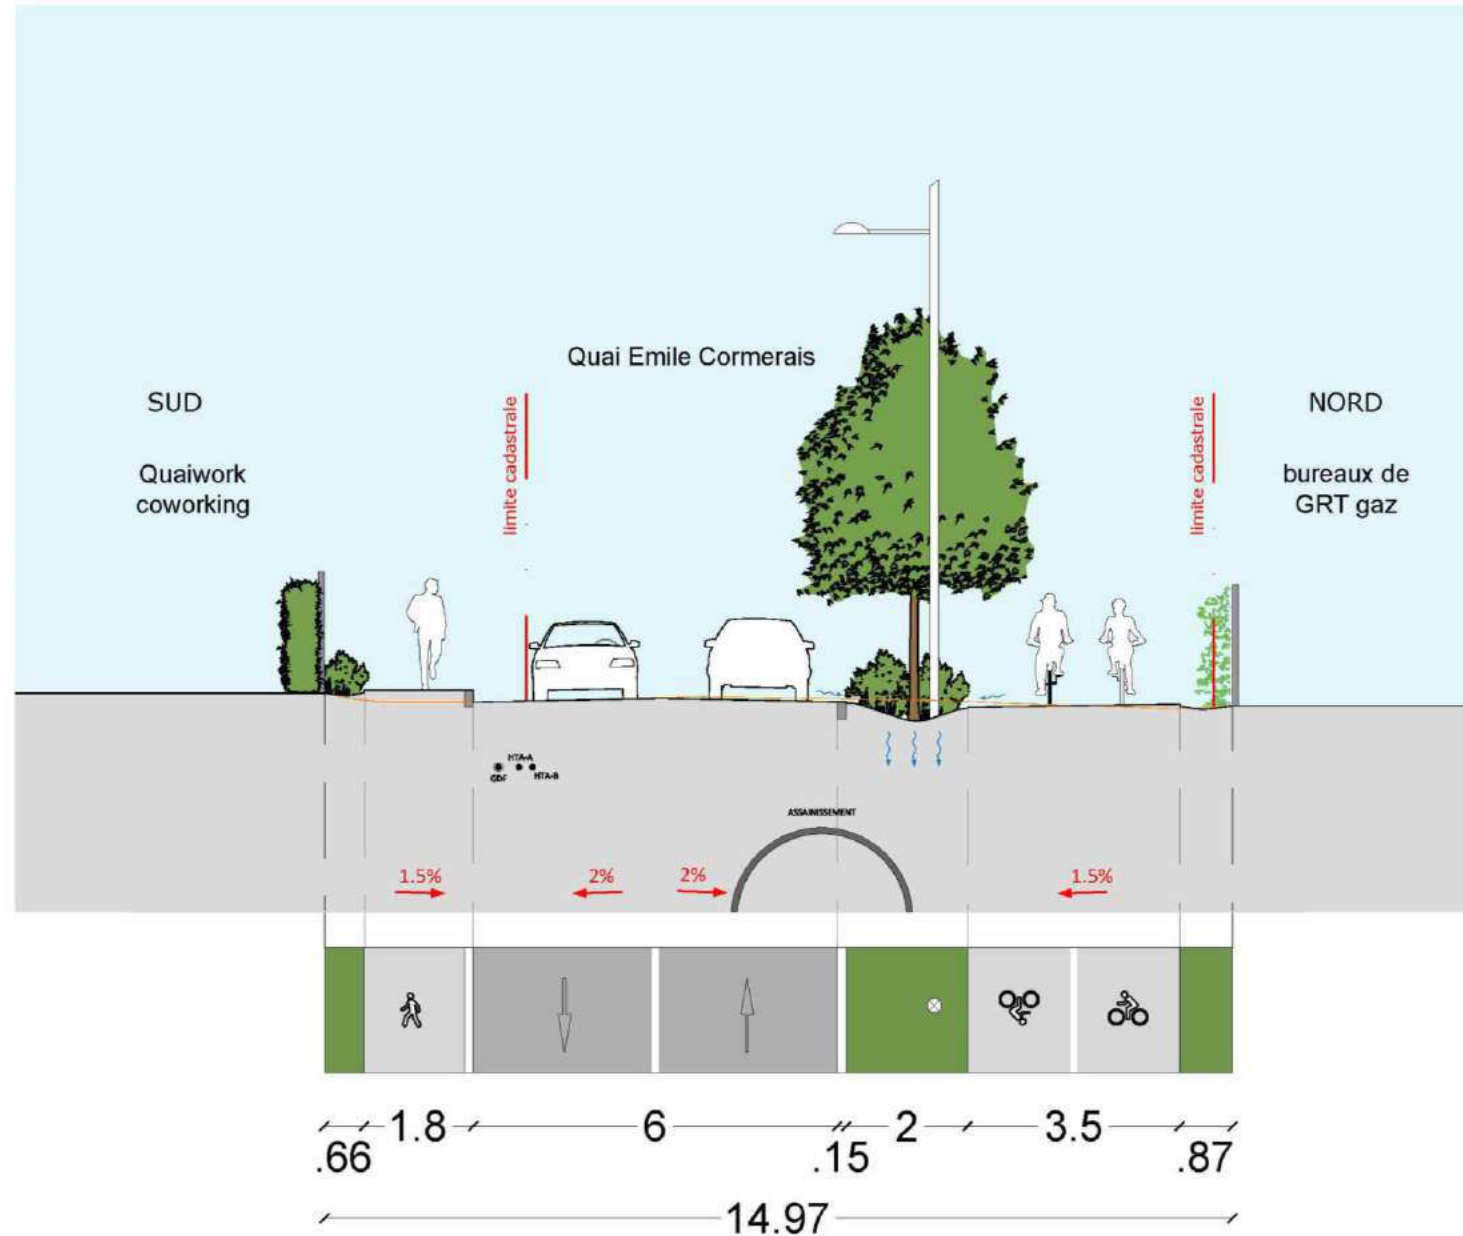 Quai Emile Cormerais
SUD
Quaiwork
coworking
limite cadastrale
limite cadastrale
NORD
bureaux de
GRT gaz
HTA-A
GDF
HTA-B
ASSAINISSEMENT
1.5%
2%
2%
1.5%
1.8
6
2
3.5
.66
.15
.87
14.97